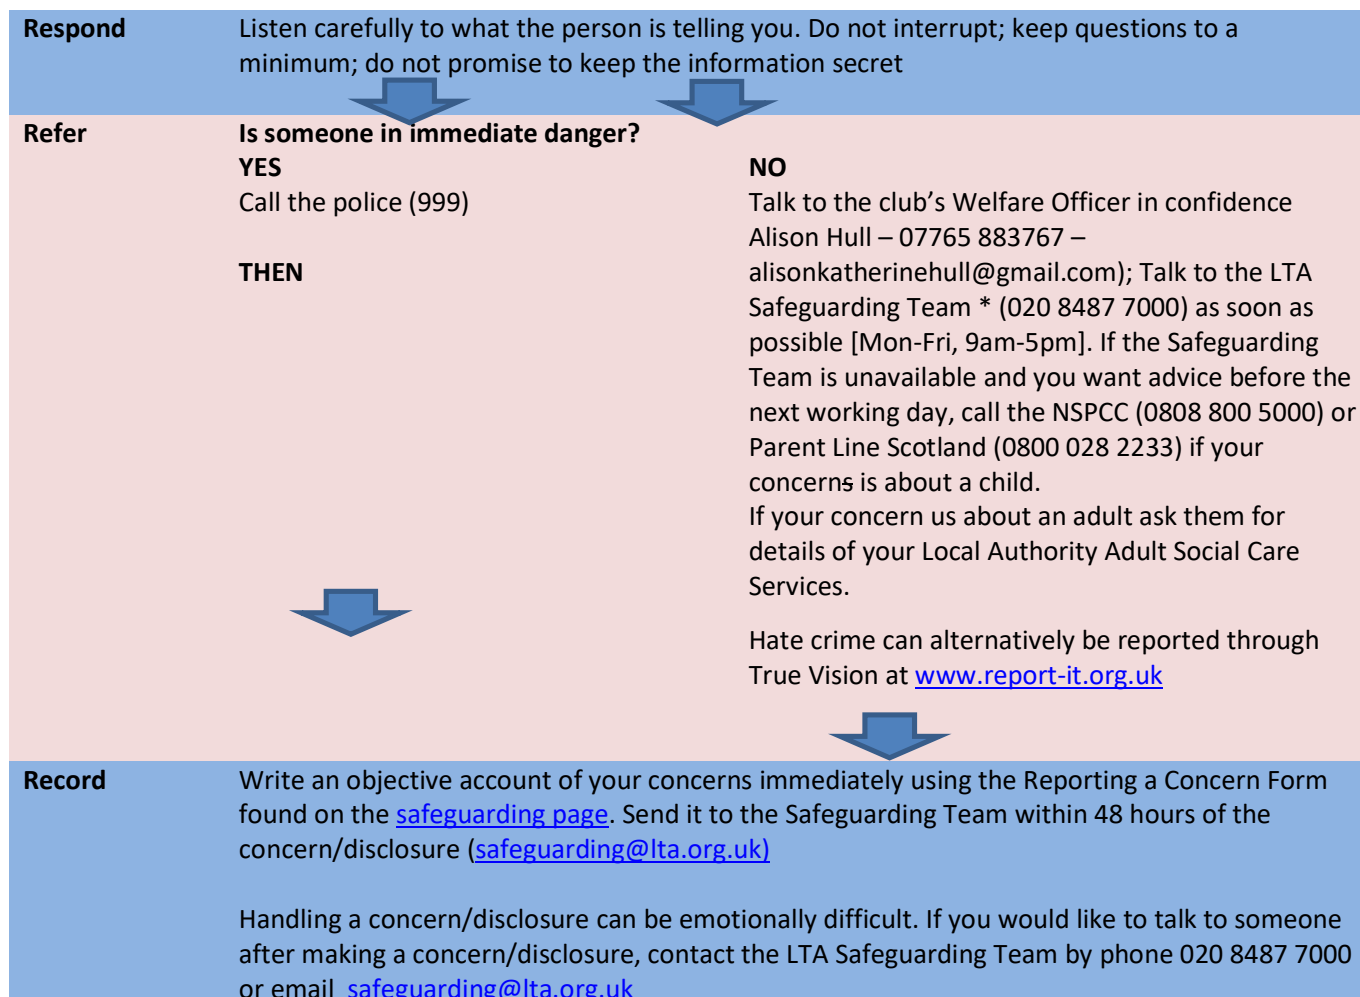 Respond
Listen carefully to what the person is telling you. Do not interrupt; keep questions to a
minimum; do not promise to keep the information secret
Refer
Is someone in immediate danger?
YES
Call the police (999)
THEN
NO
Talk to the club’s Welfare Officer in confidence
Alison Hull – 07765 883767 –
alisonkatherinehull@gmail.com); Talk to the LTA
Safeguarding Team * (020 8487 7000) as soon as
possible [Mon-Fri, 9am-5pm]. If the Safeguarding
Team is unavailable and you want advice before the
next working day, call the NSPCC (0808 800 5000) or
Parent Line Scotland (0800 028 2233) if your
concerns is about a child.
If your concern us about an adult ask them for
details of your Local Authority Adult Social Care
Services.
Hate crime can alternatively be reported through
True Vision at www.report-it.org.uk
Record
Write an objective account of your concerns immediately using the Reporting a Concern Form
found on the safeguarding page. Send it to the Safeguarding Team within 48 hours of the
concern/disclosure (safeguarding@lta.org.uk)
Handling a concern/disclosure can be emotionally difficult. If you would like to talk to someone
after making a concern/disclosure, contact the LTA Safeguarding Team by phone 020 8487 7000
or email safeguarding@lta.org.uk